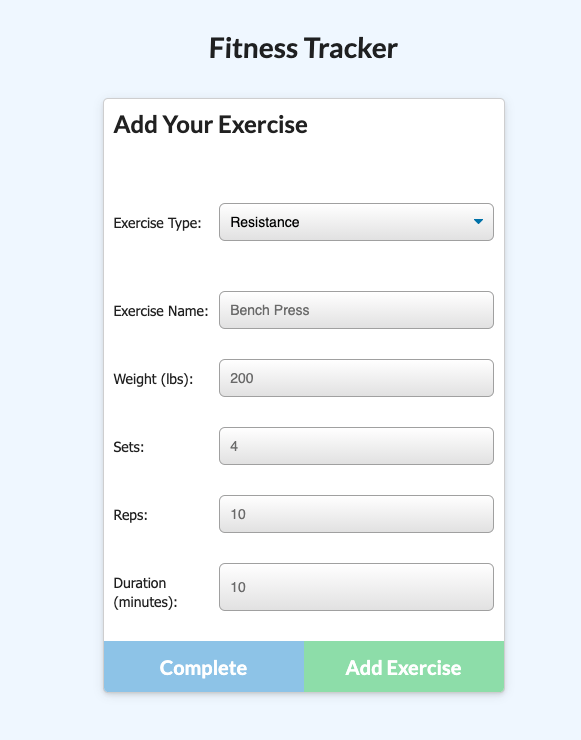 Fitness Tracker
Add Your Exercise
Exercise Type: Resistance
Exercise Name: Bench Press
Weight (lbs): 200
Sets: 4
Reps: 10
Duration
(minutes): 10
Complete Add Exercise